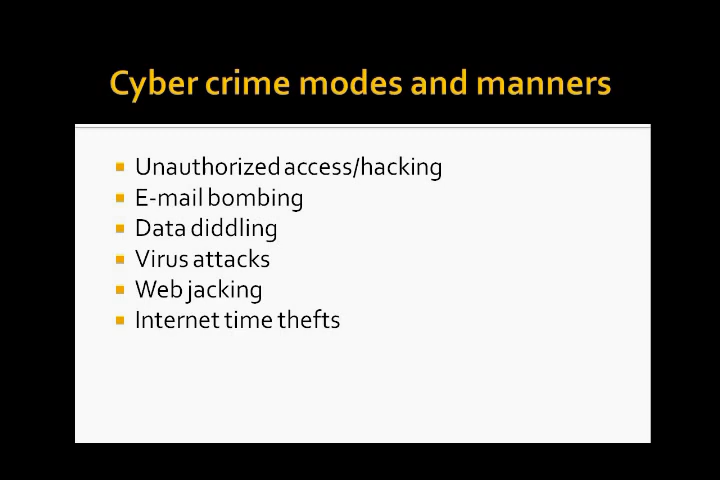 Cyber crime modes and manners
Unauthorized access/hacking
E-mail bombing
Data diddling
Virus attacks
Web jacking
Internet time thefts